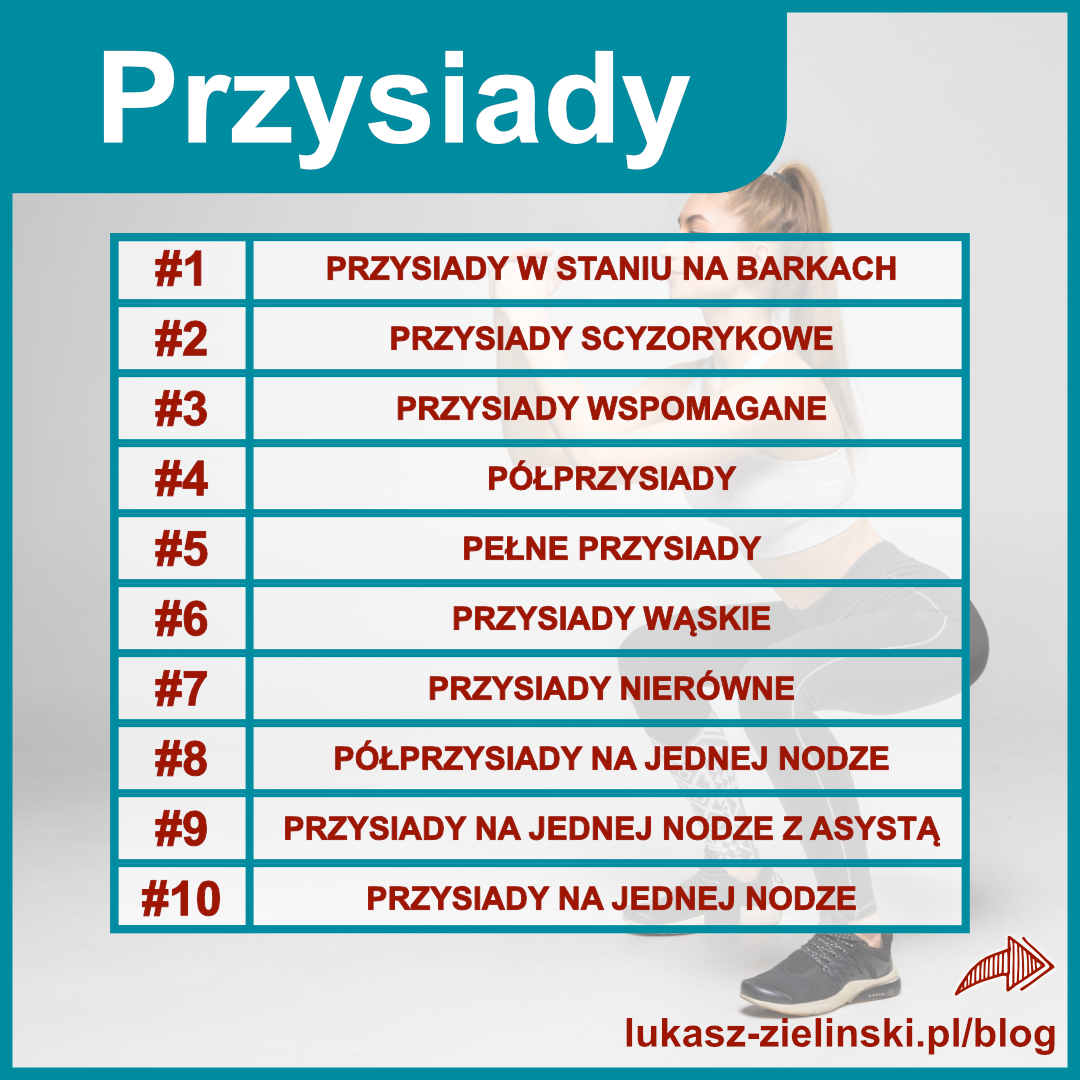 Przysiady
#1 PRZYSIADY W STANIU NA BARKACH
#2 PRZYSIADY SCYZORYKOWE
#3 PRZYSIADY WSPOMAGANE
#4 PÓŁPRZYSIADY
#5 PEŁNE PRZYSIADY
#6 PRZYSIADY WĄSKIE
#7 PRZYSIADY NIERÓWNE
#8 PÓŁPRZYSIADY NA JEDNEJ NODZE
#9 PRZYSIADY NA JEDNEJ NODZE Z ASYSTĄ
#10 PRZYSIADY NA JEDNEJ NODZE
lukasz-zielinski.pl/blog